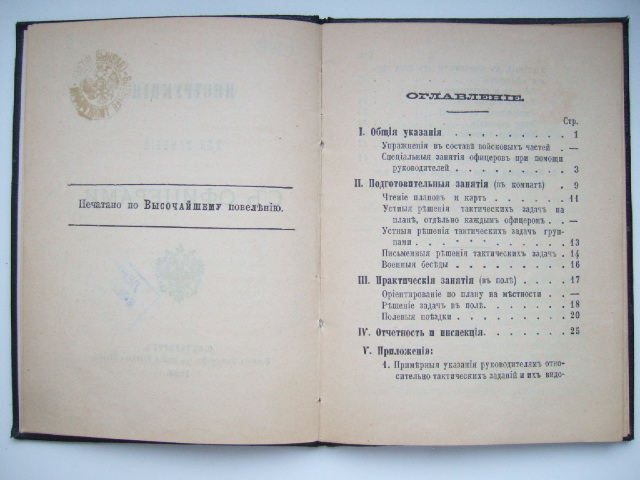 Печатано по Высочайшему повелѣнію.
ОГЛАВЛЕНІЕ.
Стр.
I. Общія указанія . . . . . . . . 1
Упражненія въ составѣ войсковыхъ частей . —
Спеціальныя занятія офицеровъ при помощи
руководителей . . . . . . . . . 3
II. Подготовительныя занятія (въ комнатѣ) . 9
Чтеніе плановъ и картъ . . . . . . . 11
Устныя рѣшенія тактическихъ задачъ на
планѣ, отдѣльно каждымъ офицеромъ . . —
Устныя рѣшенія тактическихъ задачъ груп-
пами . . . . . . . . . . . 13
Письменныя рѣшенія тактическихъ задачъ . 14
Военныя бесѣды . . . . . . . . . 16
III. Практическія занятія (въ полѣ) . . . 17
Оріентированіе по плану на мѣстности . . —
Рѣшеніе задачъ въ полѣ . . . . . . . 18
Полевыя поѣздки . . . . . . . . . 20
IV. Отчетность и инспекція . . . . . . 25
V. Приложенія:
1. Примѣрныя указанія руководителямъ отно-
сительно тактическихъ заданій и ихъ видо-